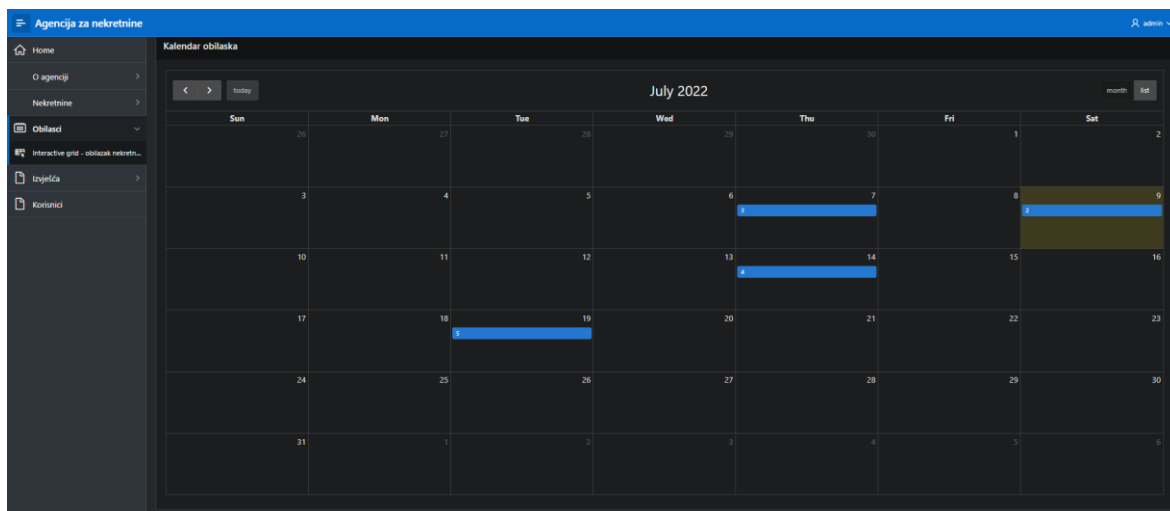 Agencija za nekretnine
admin
Home
O agenciji
Nekretnine
Obilasci
Interactive grid - obilazak nekretn...
Izvješća
Korisnici
Kalendar obilaska
today
July 2022
month list
Sun Mon Tue Wed Thu Fri Sat
26 27 28 29 30 1 2
3 4 5 6 7 8 9
3 2
10 11 12 13 14 15 16
4
17 18 19 20 21 22 23
5
24 25 26 27 28 29 30
31 1 2 3 4 5 6